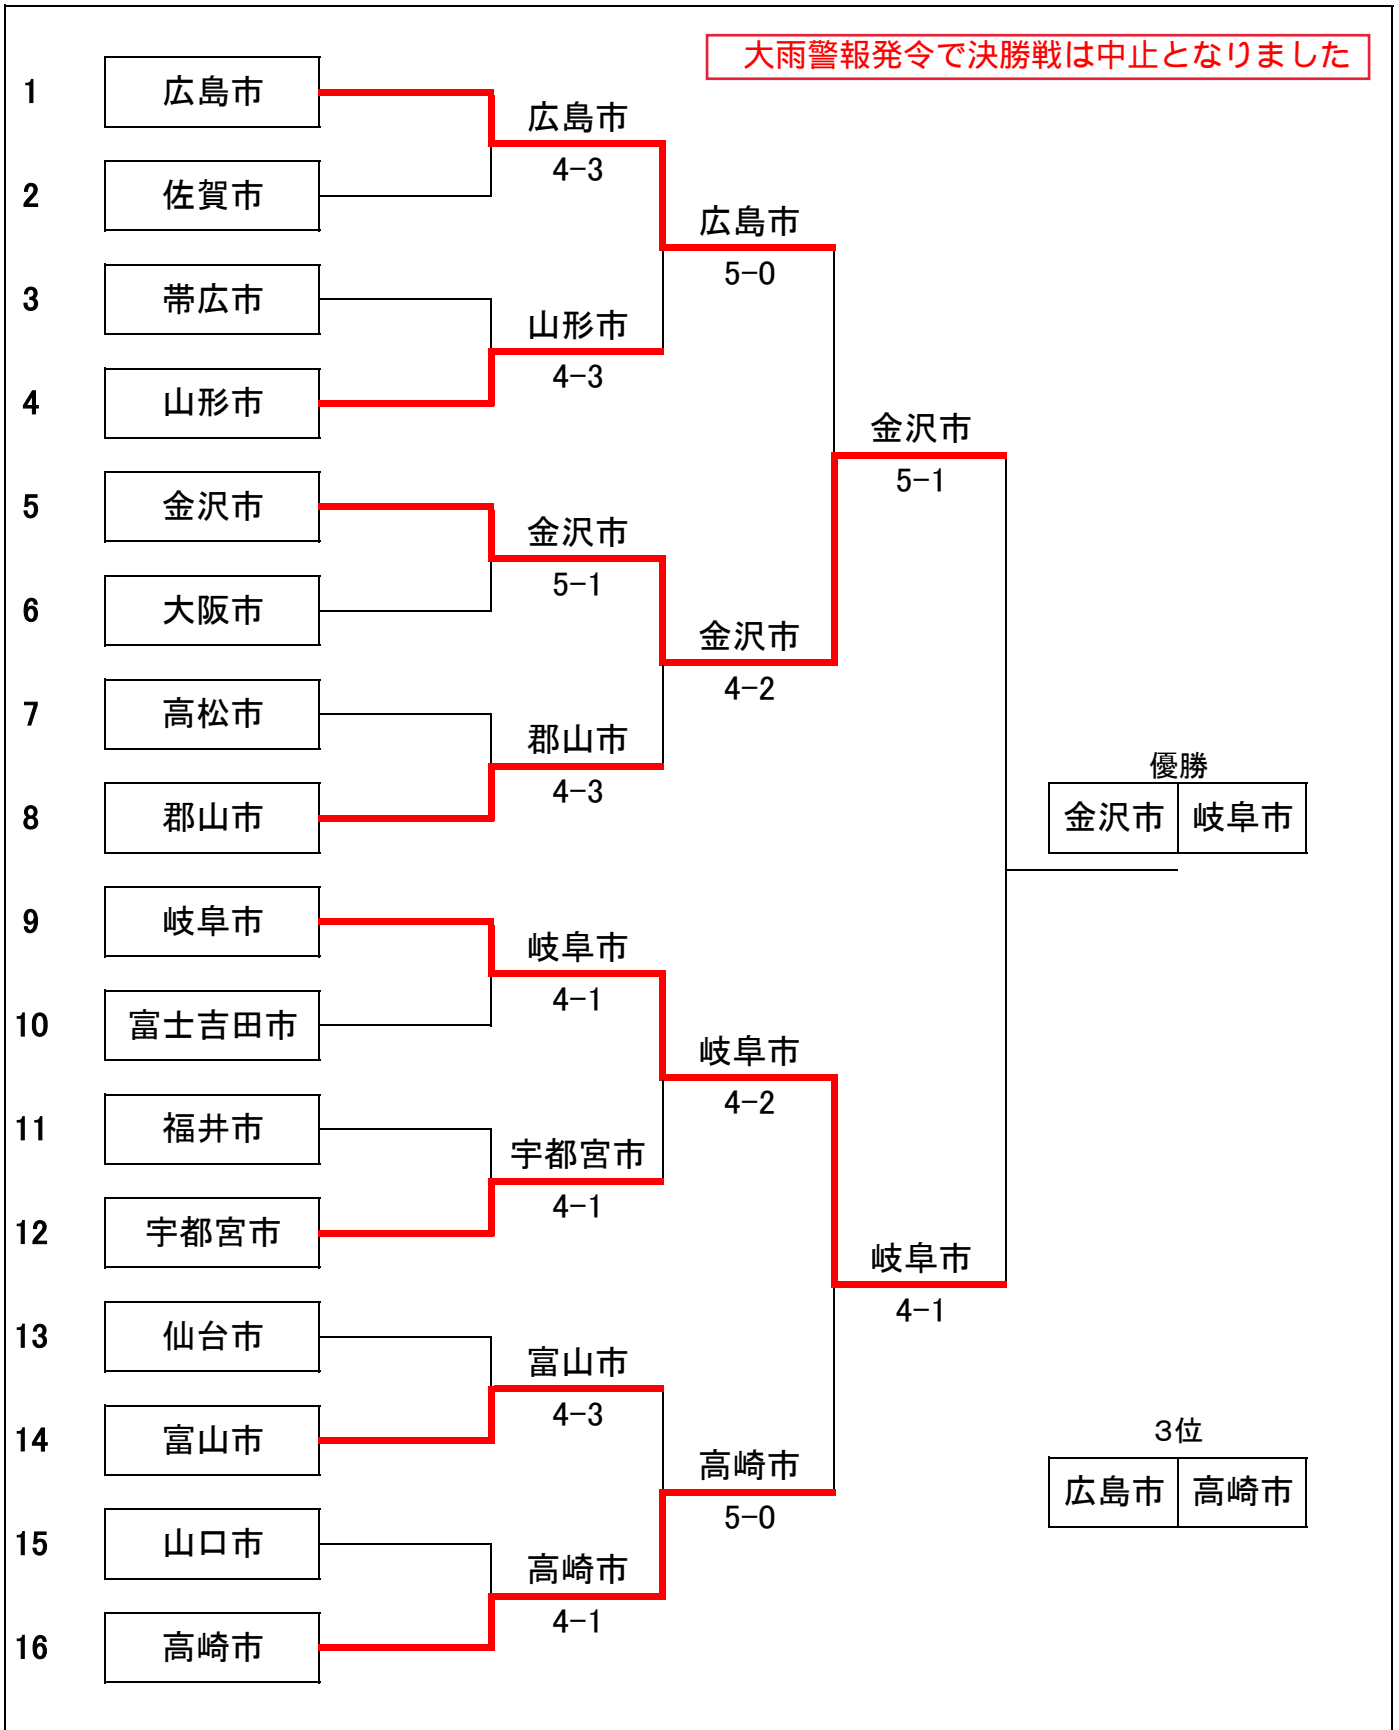 大雨警報発令で決勝戦は中止となりました
1 広島市
広島市
4-3
2 佐賀市
広島市
5-0
3 帯広市
山形市
4-3
4 山形市
金沢市
5-1
5 金沢市
金沢市
5-1
6 大阪市
金沢市
4-2
7 高松市
郡山市
4-3
8 郡山市
優勝
金沢市 岐阜市
9 岐阜市
岐阜市
4-1
10 富士吉田市
岐阜市
4-2
11 福井市
宇都宮市
4-1
12 宇都宮市
岐阜市
4-1
13 仙台市
富山市
4-3
14 富山市
3位
高崎市
5-0
広島市 高崎市
15 山口市
高崎市
4-1
16 高崎市